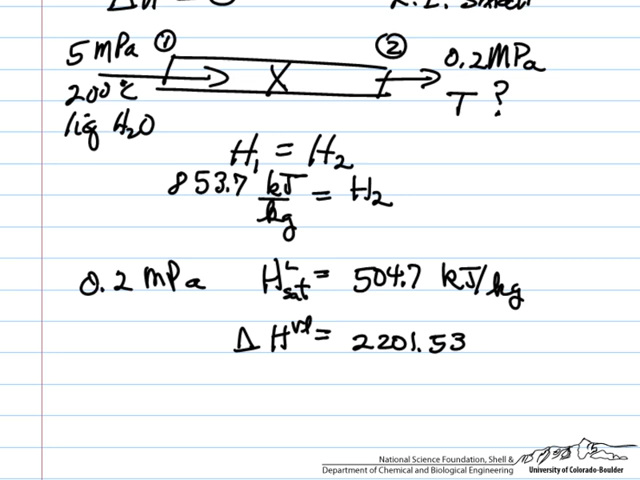 ΔH =
5 MPa ① ② 0.2 MPa
200°C X T ?
liq H₂O
H₁ = H₂
853.7 kJ/kg = H₂
0.2 MPa Hᴸsat = 504.7 kJ/kg
Δ Hᵛᴸ = 2201.53
National Science Foundation, Shell &
Department of Chemical and Biological Engineering
University of Colorado-Boulder